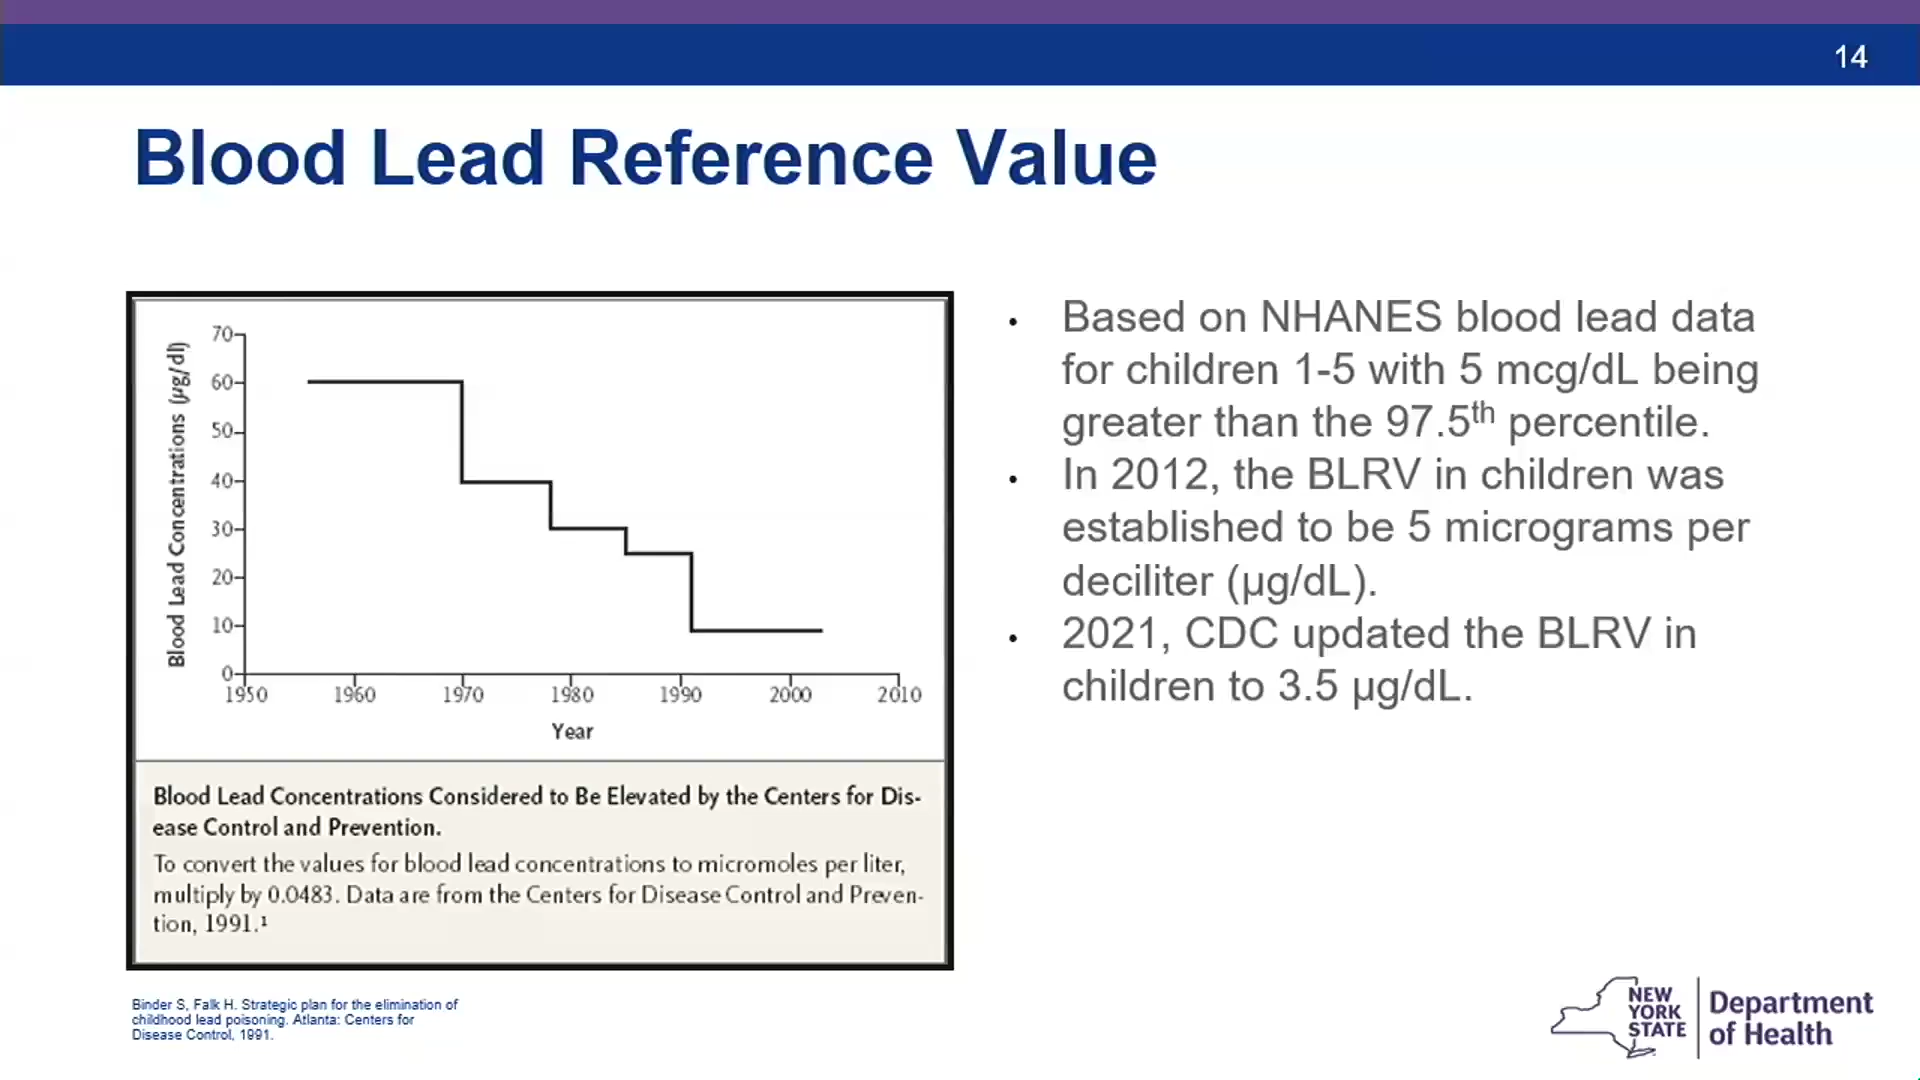 14
Blood Lead Reference Value
Blood Lead Concentrations (µg/dl)
70
60
50
40
30
20
10
0
1950 1960 1970 1980 1990 2000 2010
Year
Blood Lead Concentrations Considered to Be Elevated by the Centers for Dis-
ease Control and Prevention.
To convert the values for blood lead concentrations to micromoles per liter,
multiply by 0.0483. Data are from the Centers for Disease Control and Preven-
tion, 1991.¹
• Based on NHANES blood lead data
for children 1-5 with 5 mcg/dL being
greater than the 97.5th percentile.
• In 2012, the BLRV in children was
established to be 5 micrograms per
deciliter (µg/dL).
• 2021, CDC updated the BLRV in
children to 3.5 µg/dL.
Binder S, Falk H. Strategic plan for the elimination of
childhood lead poisoning. Atlanta: Centers for
Disease Control, 1991.
NEW
YORK
STATE
Department
of Health